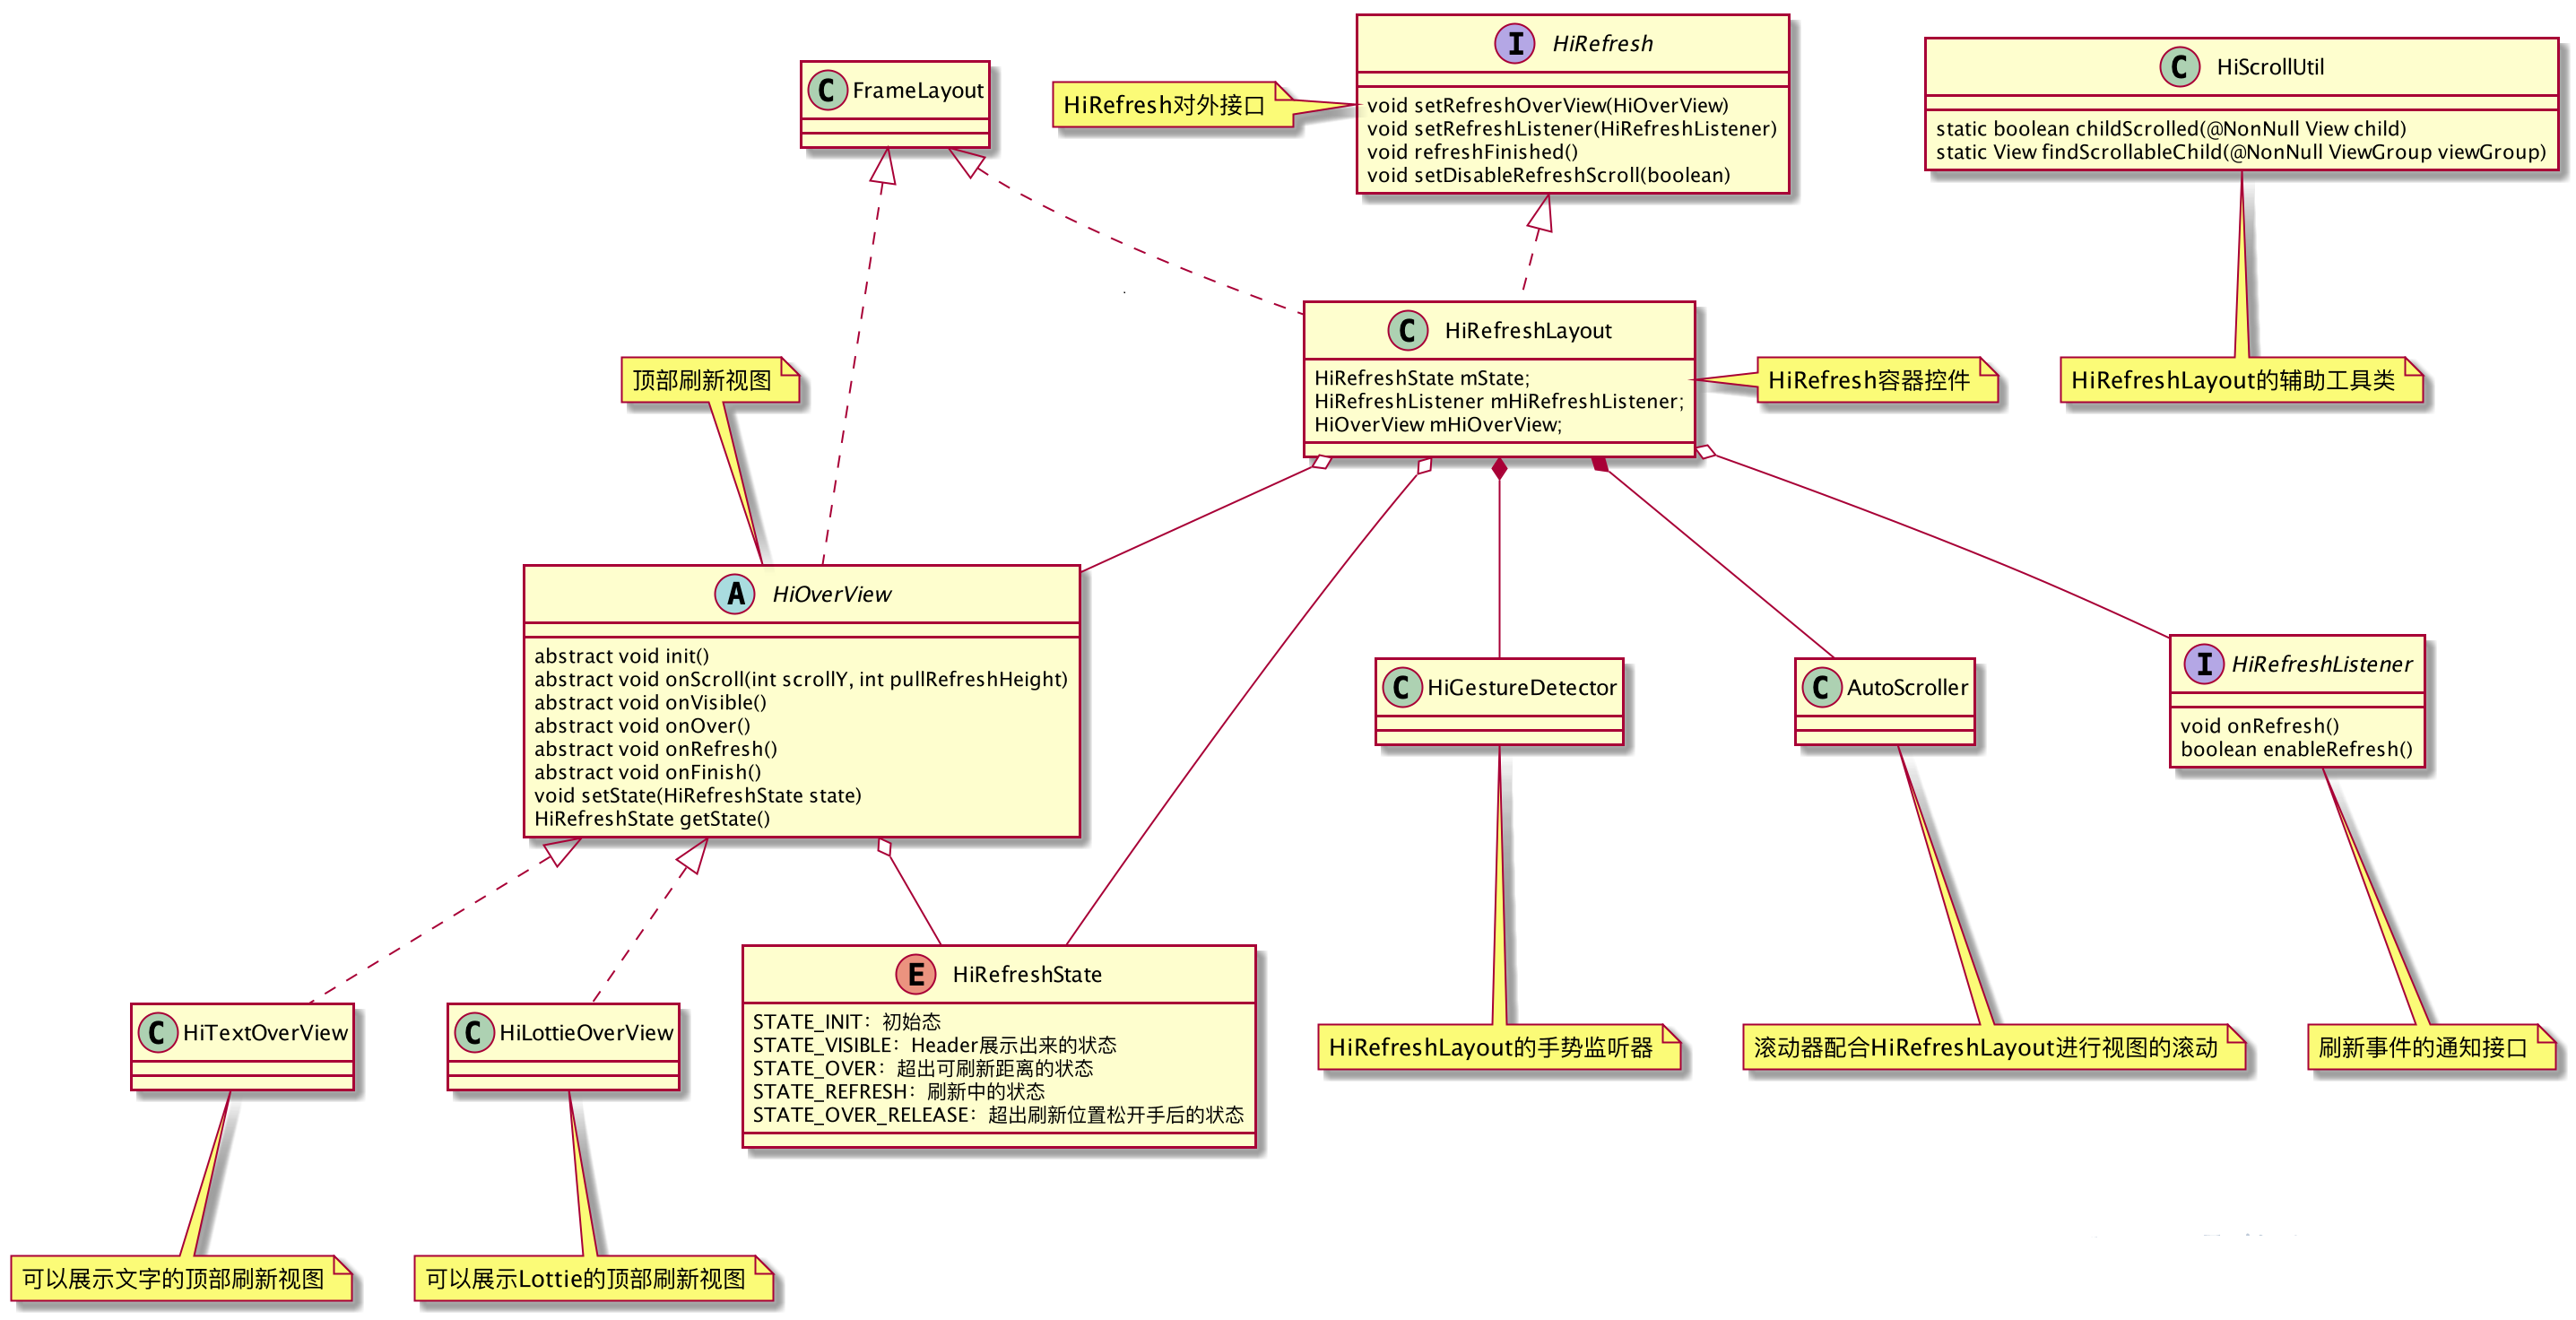 I HiRefresh
void setRefreshOverView(HiOverView)
void setRefreshListener(HiRefreshListener)
void refreshFinished()
void setDisableRefreshScroll(boolean)
HiRefresh对外接口
C FrameLayout
C HiScrollUtil
static boolean childScrolled(@NonNull View child)
static View findScrollableChild(@NonNull ViewGroup viewGroup)
C HiRefreshLayout
HiRefreshState mState;
HiRefreshListener mHiRefreshListener;
HiOverView mHiOverView;
顶部刷新视图
HiRefresh容器控件
HiRefreshLayout的辅助工具类
A HiOverView
abstract void init()
abstract void onScroll(int scrollY, int pullRefreshHeight)
abstract void onVisible()
abstract void onOver()
abstract void onRefresh()
abstract void onFinish()
void setState(HiRefreshState state)
HiRefreshState getState()
C HiGestureDetector
C AutoScroller
I HiRefreshListener
void onRefresh()
boolean enableRefresh()
C HiTextOverView
C HiLottieOverView
E HiRefreshState
STATE_INIT：初始态
STATE_VISIBLE：Header展示出来的状态
STATE_OVER：超出可刷新距离的状态
STATE_REFRESH：刷新中的状态
STATE_OVER_RELEASE：超出刷新位置松开手后的状态
HiRefreshLayout的手势监听器
滚动器配合HiRefreshLayout进行视图的滚动
刷新事件的通知接口
可以展示文字的顶部刷新视图
可以展示Lottie的顶部刷新视图